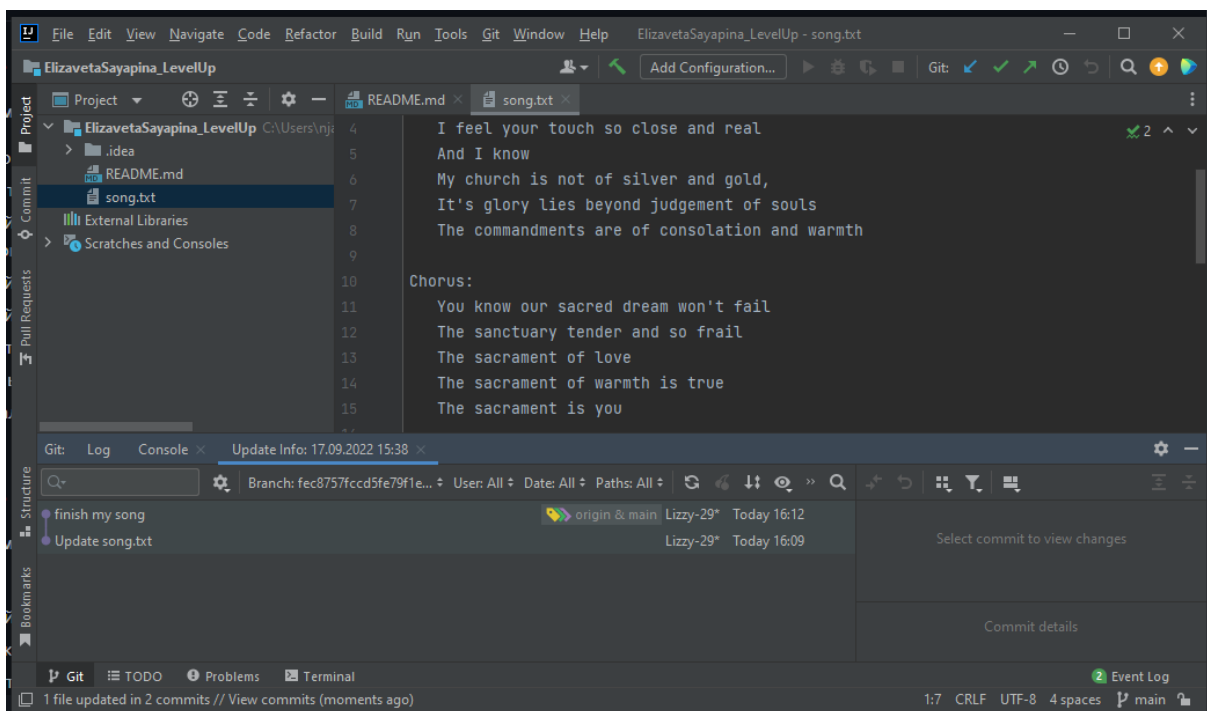 File Edit View Navigate Code Refactor Build Run Tools Git Window Help ElizavetaSayapina_LevelUp - song.txt
ElizavetaSayapina_LevelUp Add Configuration... Git:
Project README.md song.txt
ElizavetaSayapina_LevelUp C:\Users\nja
.idea
README.md
song.txt
External Libraries
Scratches and Consoles
4 I feel your touch so close and real
5 And I know
6 My church is not of silver and gold,
7 It's glory lies beyond judgement of souls
8 The commandments are of consolation and warmth
9
10 Chorus:
11 You know our sacred dream won't fail
12 The sanctuary tender and so frail
13 The sacrament of love
14 The sacrament of warmth is true
15 The sacrament is you
2
Project
Commit
Pull Requests
Structure
Bookmarks
Git: Log Console Update Info: 17.09.2022 15:38
Branch: fec8757fccd5fe79f1e... User: All Date: All Paths: All
finish my song origin & main Lizzy-29* Today 16:12
Update song.txt Lizzy-29* Today 16:09
Select commit to view changes
Commit details
Git TODO Problems Terminal 2 Event Log
1 file updated in 2 commits // View commits (moments ago) 1:7 CRLF UTF-8 4 spaces main